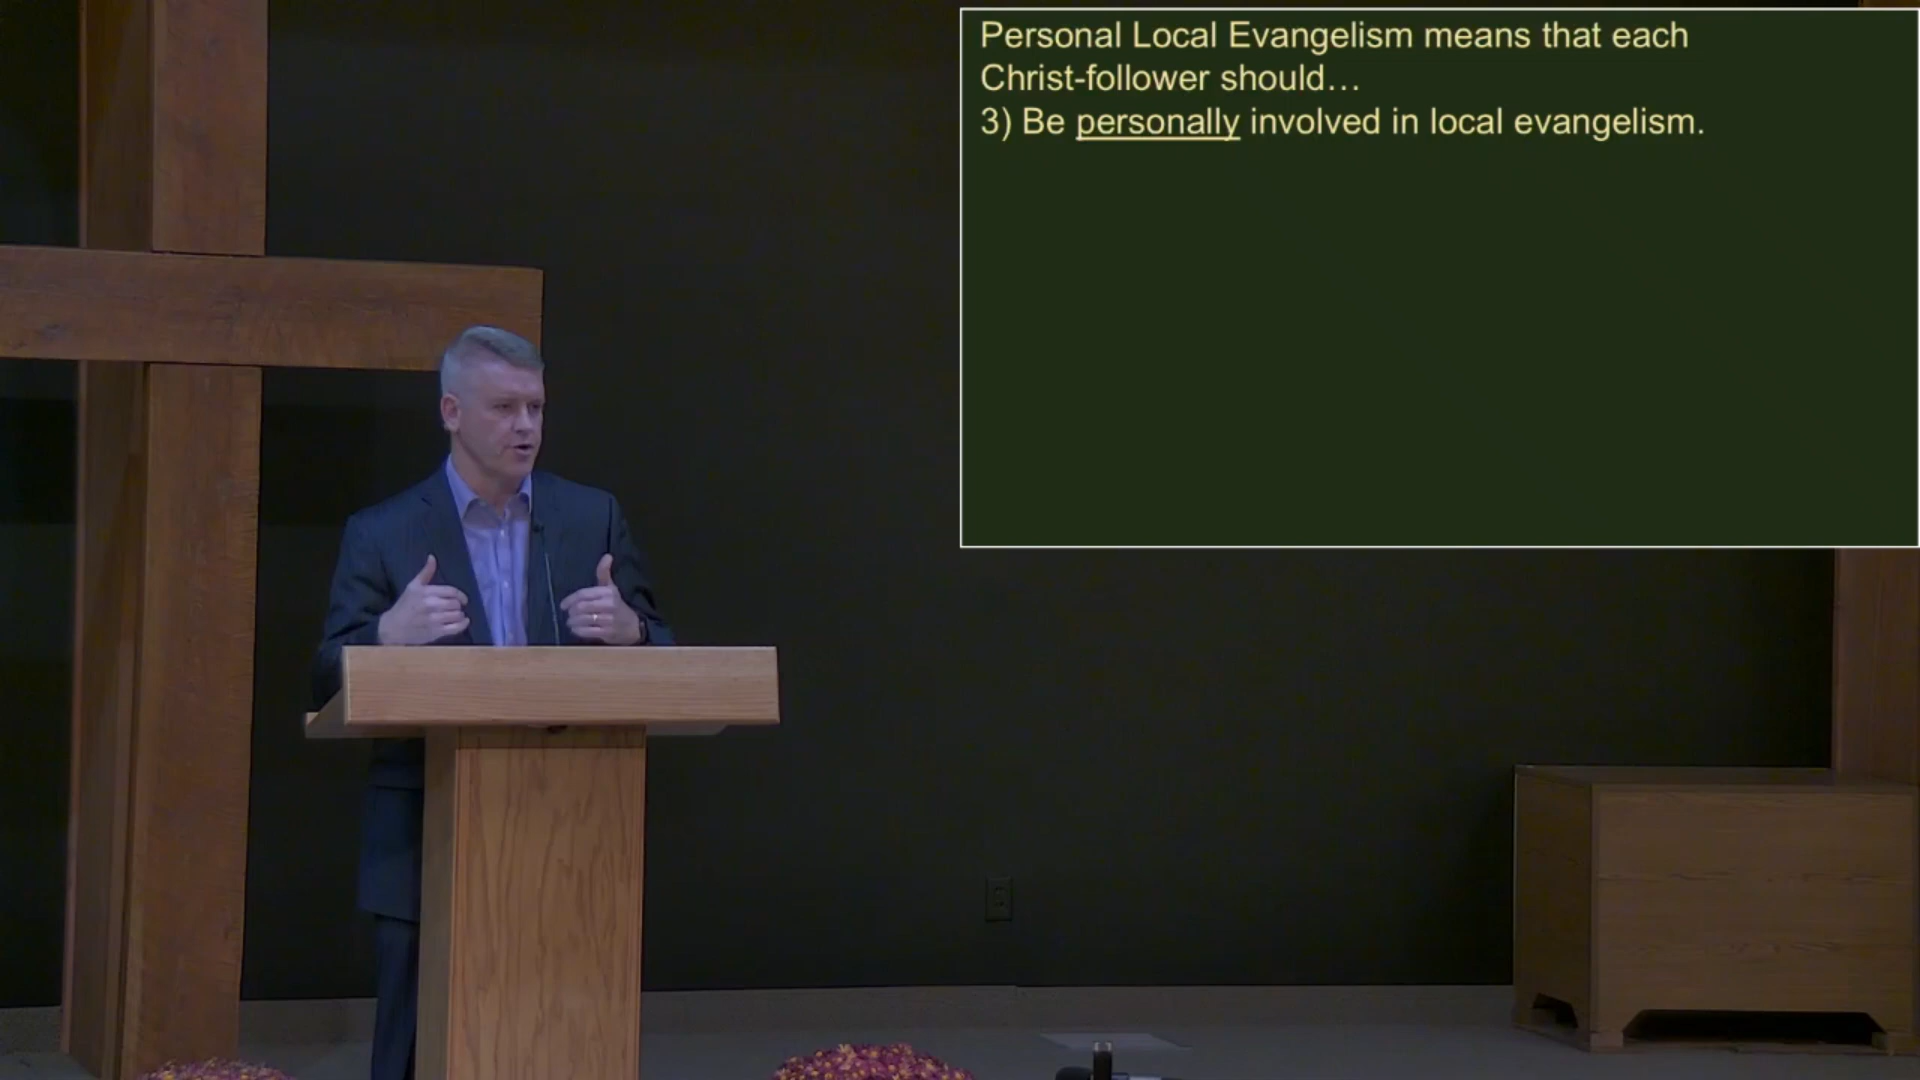 Personal Local Evangelism means that each
Christ-follower should…
3) Be personally involved in local evangelism.